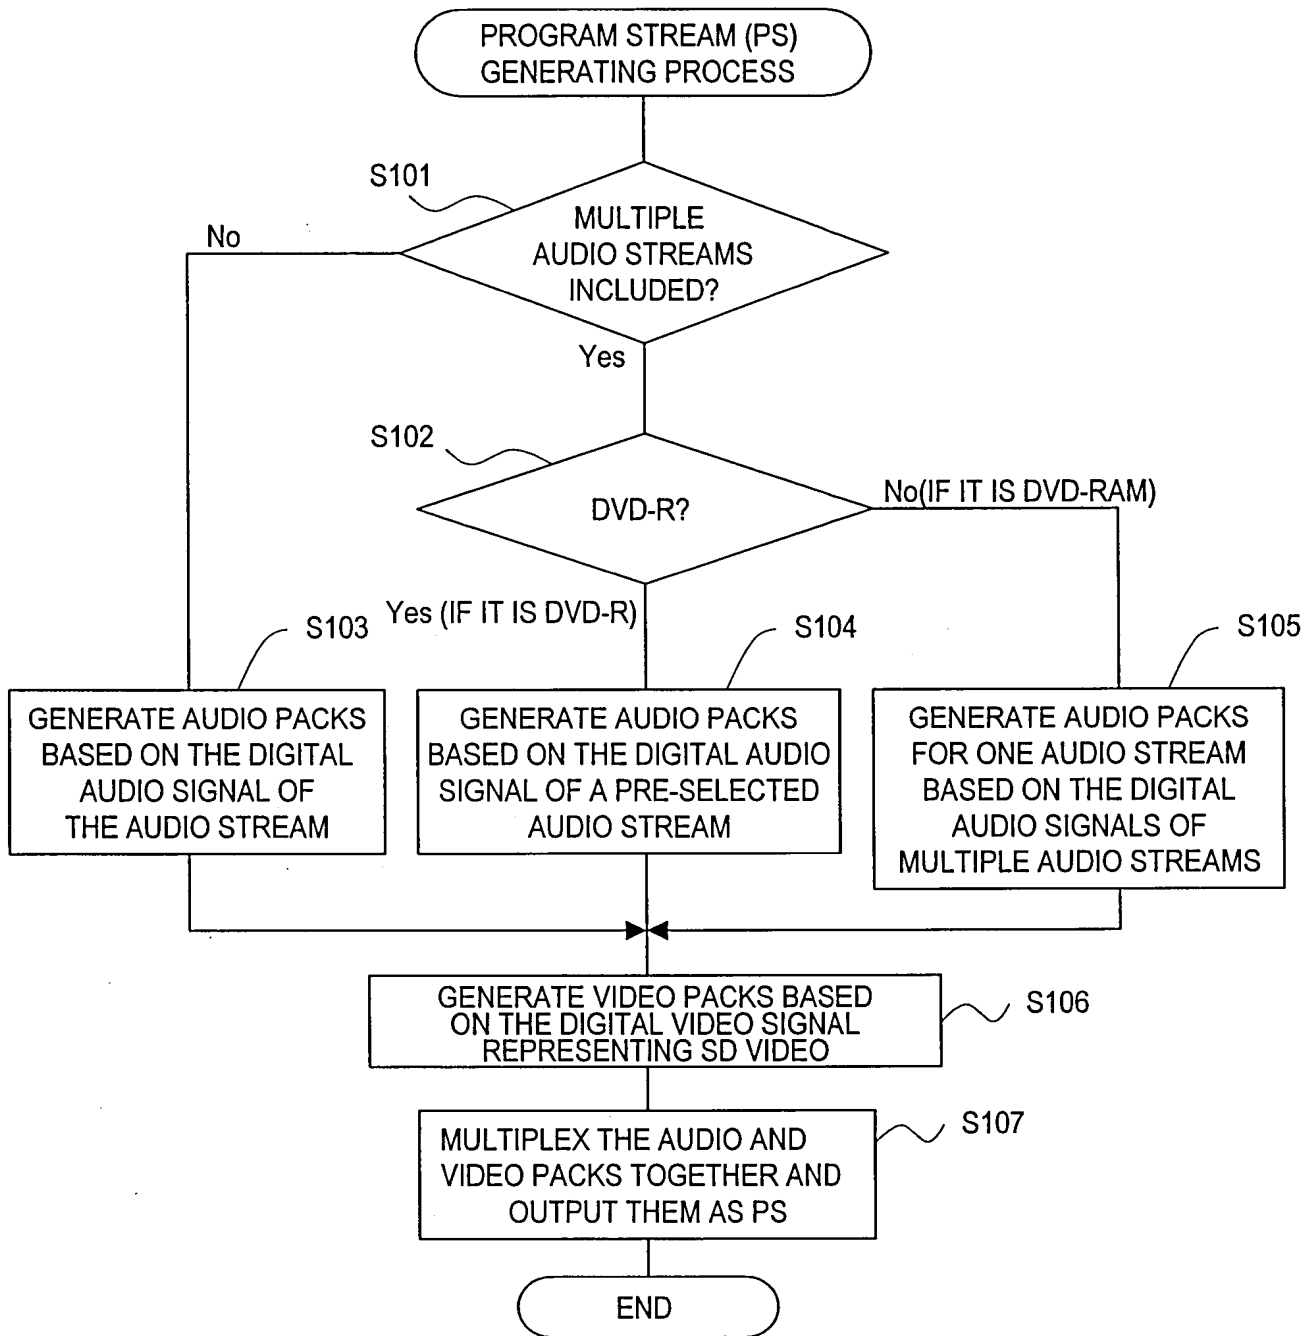 PROGRAM STREAM (PS)
GENERATING PROCESS
S101
MULTIPLE
AUDIO STREAMS
INCLUDED?
No
Yes
S102
DVD-R?
No(IF IT IS DVD-RAM)
Yes (IF IT IS DVD-R)
S103
GENERATE AUDIO PACKS
BASED ON THE DIGITAL
AUDIO SIGNAL OF
THE AUDIO STREAM
S104
GENERATE AUDIO PACKS
BASED ON THE DIGITAL AUDIO
SIGNAL OF A PRE-SELECTED
AUDIO STREAM
S105
GENERATE AUDIO PACKS
FOR ONE AUDIO STREAM
BASED ON THE DIGITAL
AUDIO SIGNALS OF
MULTIPLE AUDIO STREAMS
GENERATE VIDEO PACKS BASED
ON THE DIGITAL VIDEO SIGNAL
REPRESENTING SD VIDEO
S106
MULTIPLEX THE AUDIO AND
VIDEO PACKS TOGETHER AND
OUTPUT THEM AS PS
S107
END